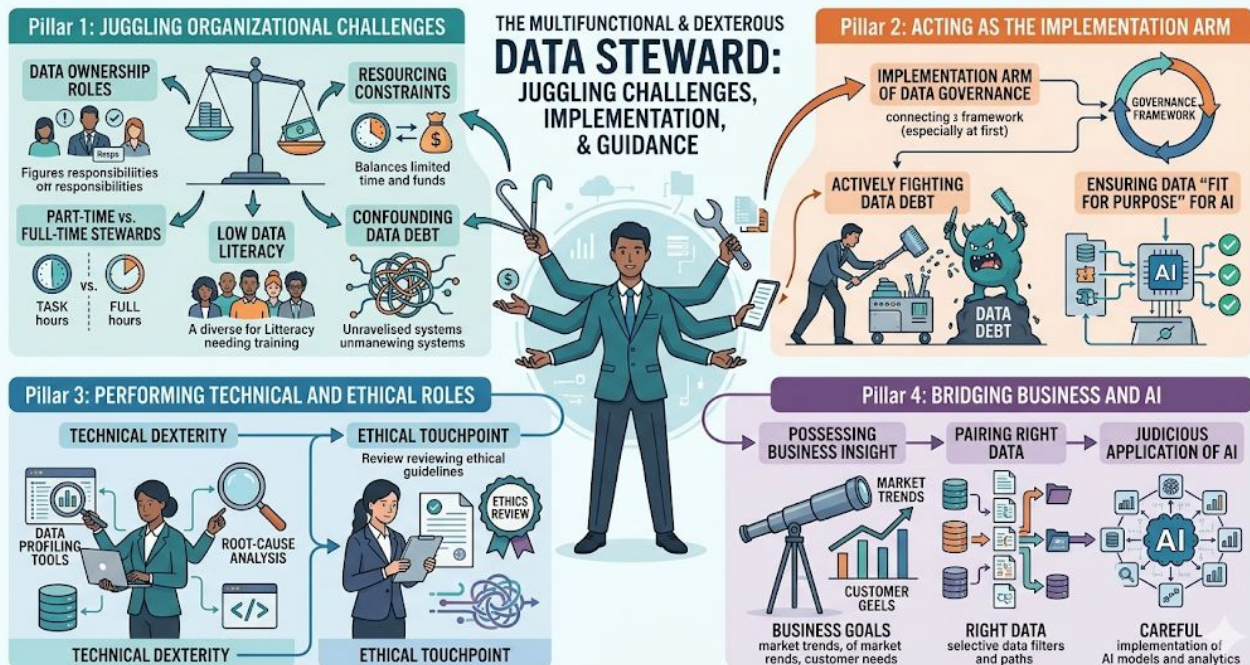 THE MULTIFUNCTIONAL & DEXTEROUS
DATA STEWARD:
JUGGLING CHALLENGES,
IMPLEMENTATION,
& GUIDANCE
Pillar 1: JUGGLING ORGANIZATIONAL CHALLENGES
DATA OWNERSHIP
ROLES
Resps
Figures responsibiliities
orr responsibilities
RESOURCING
CONSTRAINTS
Balances limited
time and funds
PART-TIME vs.
FULL-TIME STEWARDS
TASK
hours
vs.
FULL
hours
LOW DATA
LITERACY
A diverse for Litteracy
needing training
CONFOUNDING
DATA DEBT
Unravelised systems
unmanewing systems
$
Pillar 2: ACTING AS THE IMPLEMENTATION ARM
IMPLEMENTATION ARM
OF DATA GOVERNANCE
connecting 3 framework
(especially at first)
GOVERNANCE
FRAMEWORK
ACTIVELY FIGHTING
DATA DEBT
DATA
DEBT
ENSURING DATA "FIT
FOR PURPOSE" FOR AI
AI
Pillar 3: PERFORMING TECHNICAL AND ETHICAL ROLES
TECHNICAL DEXTERITY
DATA
PROFILING
TOOLS
ROOT-CAUSE
ANALYSIS
</>
TECHNICAL DEXTERITY
ETHICAL TOUCHPOINT
Review reviewing ethical
guidelines
ETHICS
REVIEW
ETHICAL TOUCHPOINT
Pillar 4: BRIDGING BUSINESS AND AI
POSSESSING
BUSINESS INSIGHT
MARKET
TRENDS
CUSTOMER
GEELS
BUSINESS GOALS
market trends, of market
rends, customer needs
PAIRING RIGHT
DATA
RIGHT DATA
selective data filters
and paths
JUDICIOUS
APPLICATION OF AI
AI
CAREFUL
implementation of
AI models and analytics